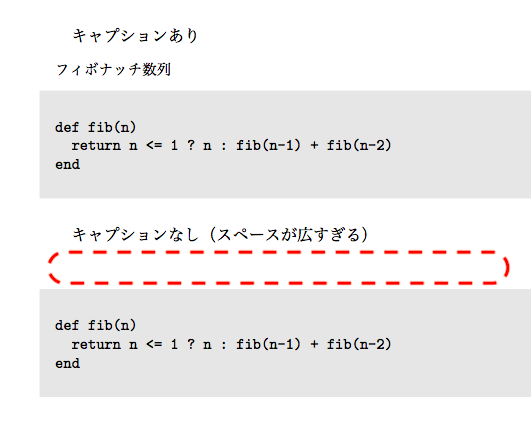 キャプションあり
フィボナッチ数列
def fib(n)
  return n <= 1 ? n : fib(n-1) + fib(n-2)
end
キャプションなし（スペースが広すぎる）
def fib(n)
  return n <= 1 ? n : fib(n-1) + fib(n-2)
end